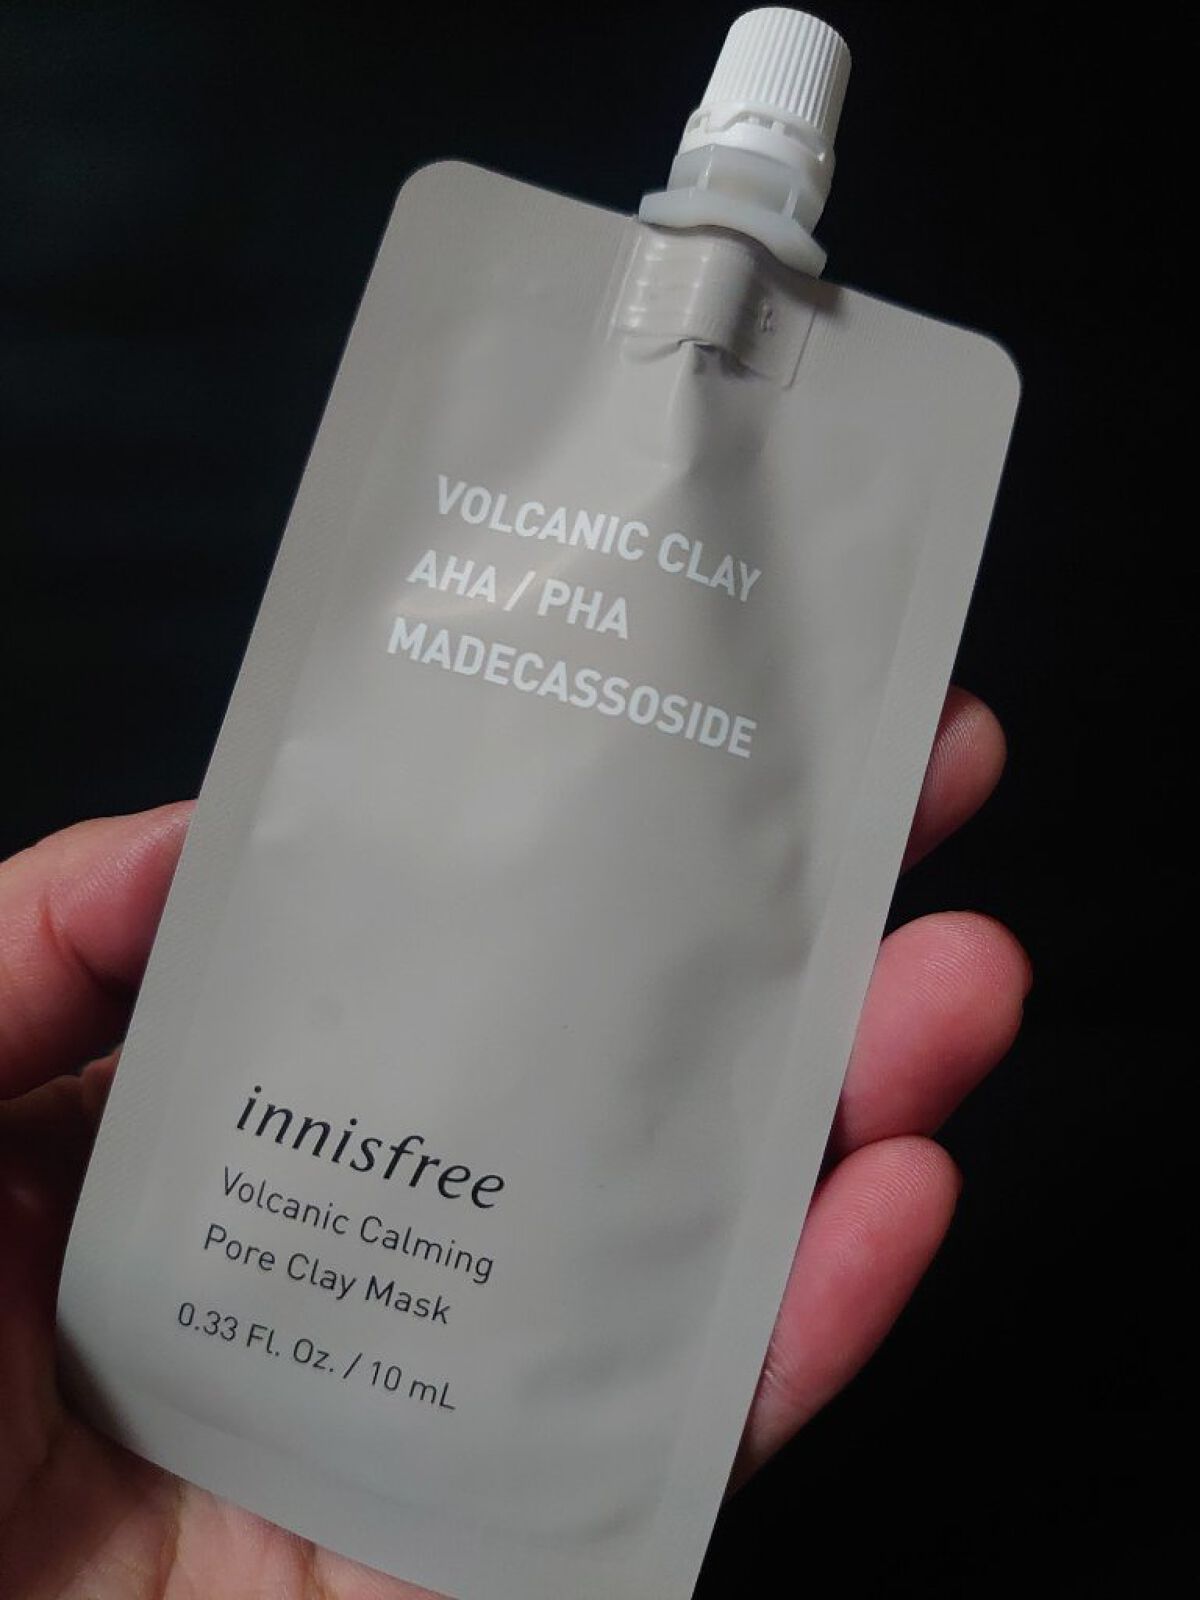 VOLCANIC CLAY
AHA / PHA
MADECASSOSIDE
innisfree
Volcanic Calming
Pore Clay Mask
0.33 Fl. Oz. / 10 mL